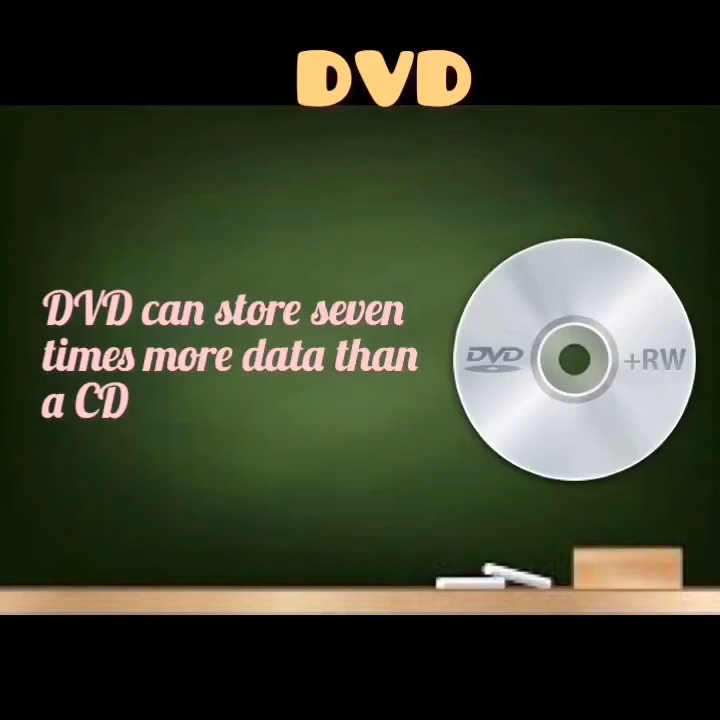 DVD
DVD can store seven
times more data than
a CD
DVD
+RW